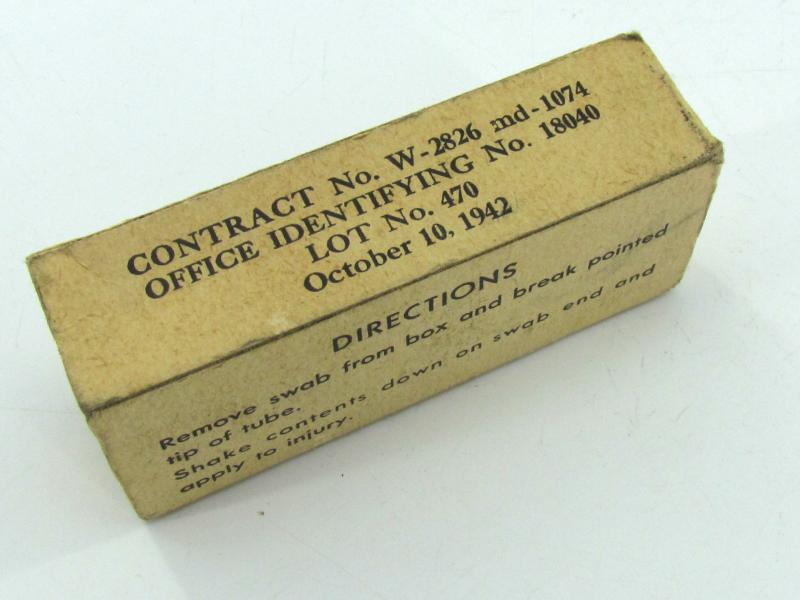 CONTRACT No. W-2826 md-1074
OFFICE IDENTIFYING No. 18040
LOT No. 470
October 10, 1942
DIRECTIONS
Remove swab from box and break pointed
tip of tube.
Shake contents down on swab end and
apply to injury.